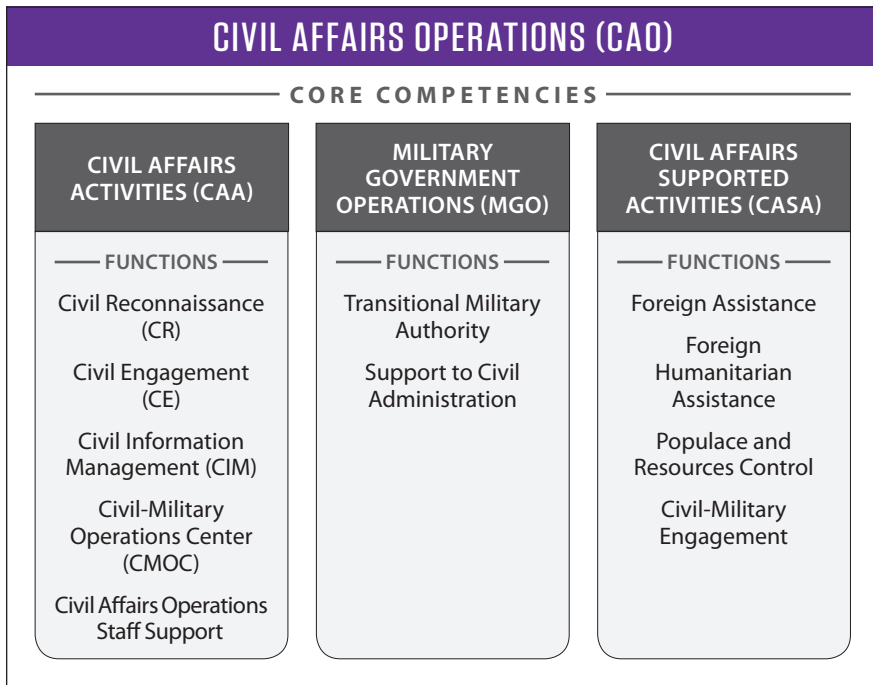 CIVIL AFFAIRS OPERATIONS (CAO)
CORE COMPETENCIES
CIVIL AFFAIRS
ACTIVITIES (CAA)
FUNCTIONS
Civil Reconnaissance
(CR)
Civil Engagement
(CE)
Civil Information
Management (CIM)
Civil-Military
Operations Center
(CMOC)
Civil Affairs Operations
Staff Support
MILITARY
GOVERNMENT
OPERATIONS (MGO)
FUNCTIONS
Transitional Military
Authority
Support to Civil
Administration
CIVIL AFFAIRS
SUPPORTED
ACTIVITIES (CASA)
FUNCTIONS
Foreign Assistance
Foreign
Humanitarian
Assistance
Populace and
Resources Control
Civil-Military
Engagement